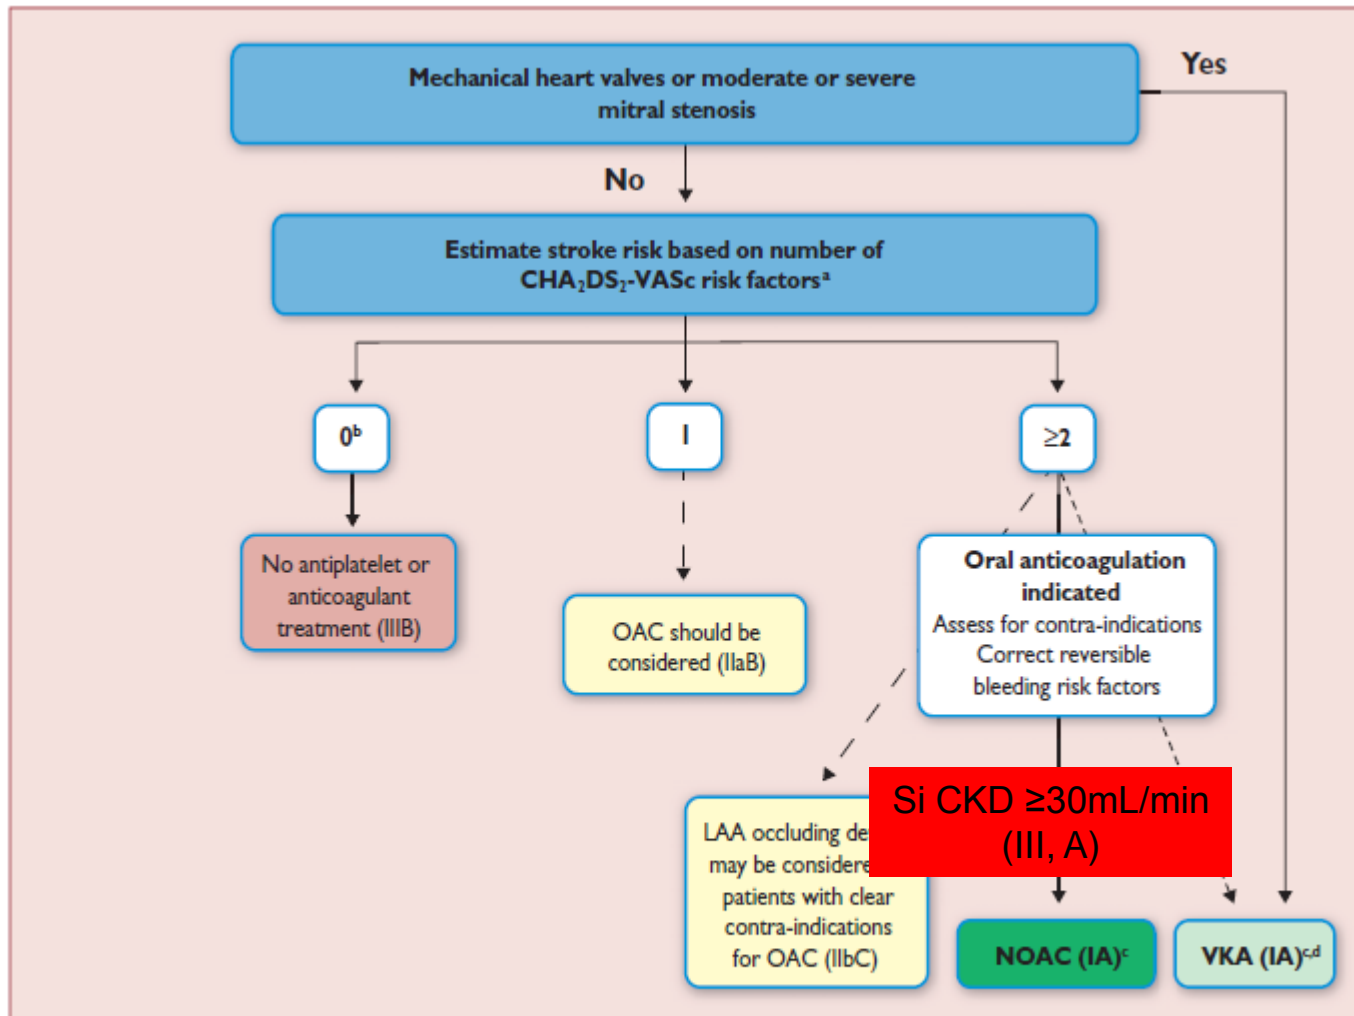 Mechanical heart valves or moderate or severe
mitral stenosis
Yes
No
Estimate stroke risk based on number of
CHA₂DS₂-VASc risk factorsᵃ
0ᵇ
1
≥2
No antiplatelet or
anticoagulant
treatment (IIIB)
OAC should be
considered (IIaB)
Oral anticoagulation
indicated
Assess for contra-indications
Correct reversible
bleeding risk factors
Si CKD ≥30mL/min
(III, A)
LAA occluding
may be
patients with clear
contra-indications
for OAC (IIbC)
NOAC (IA)ᶜ
VKA (IA)ᶜ,ᵈ